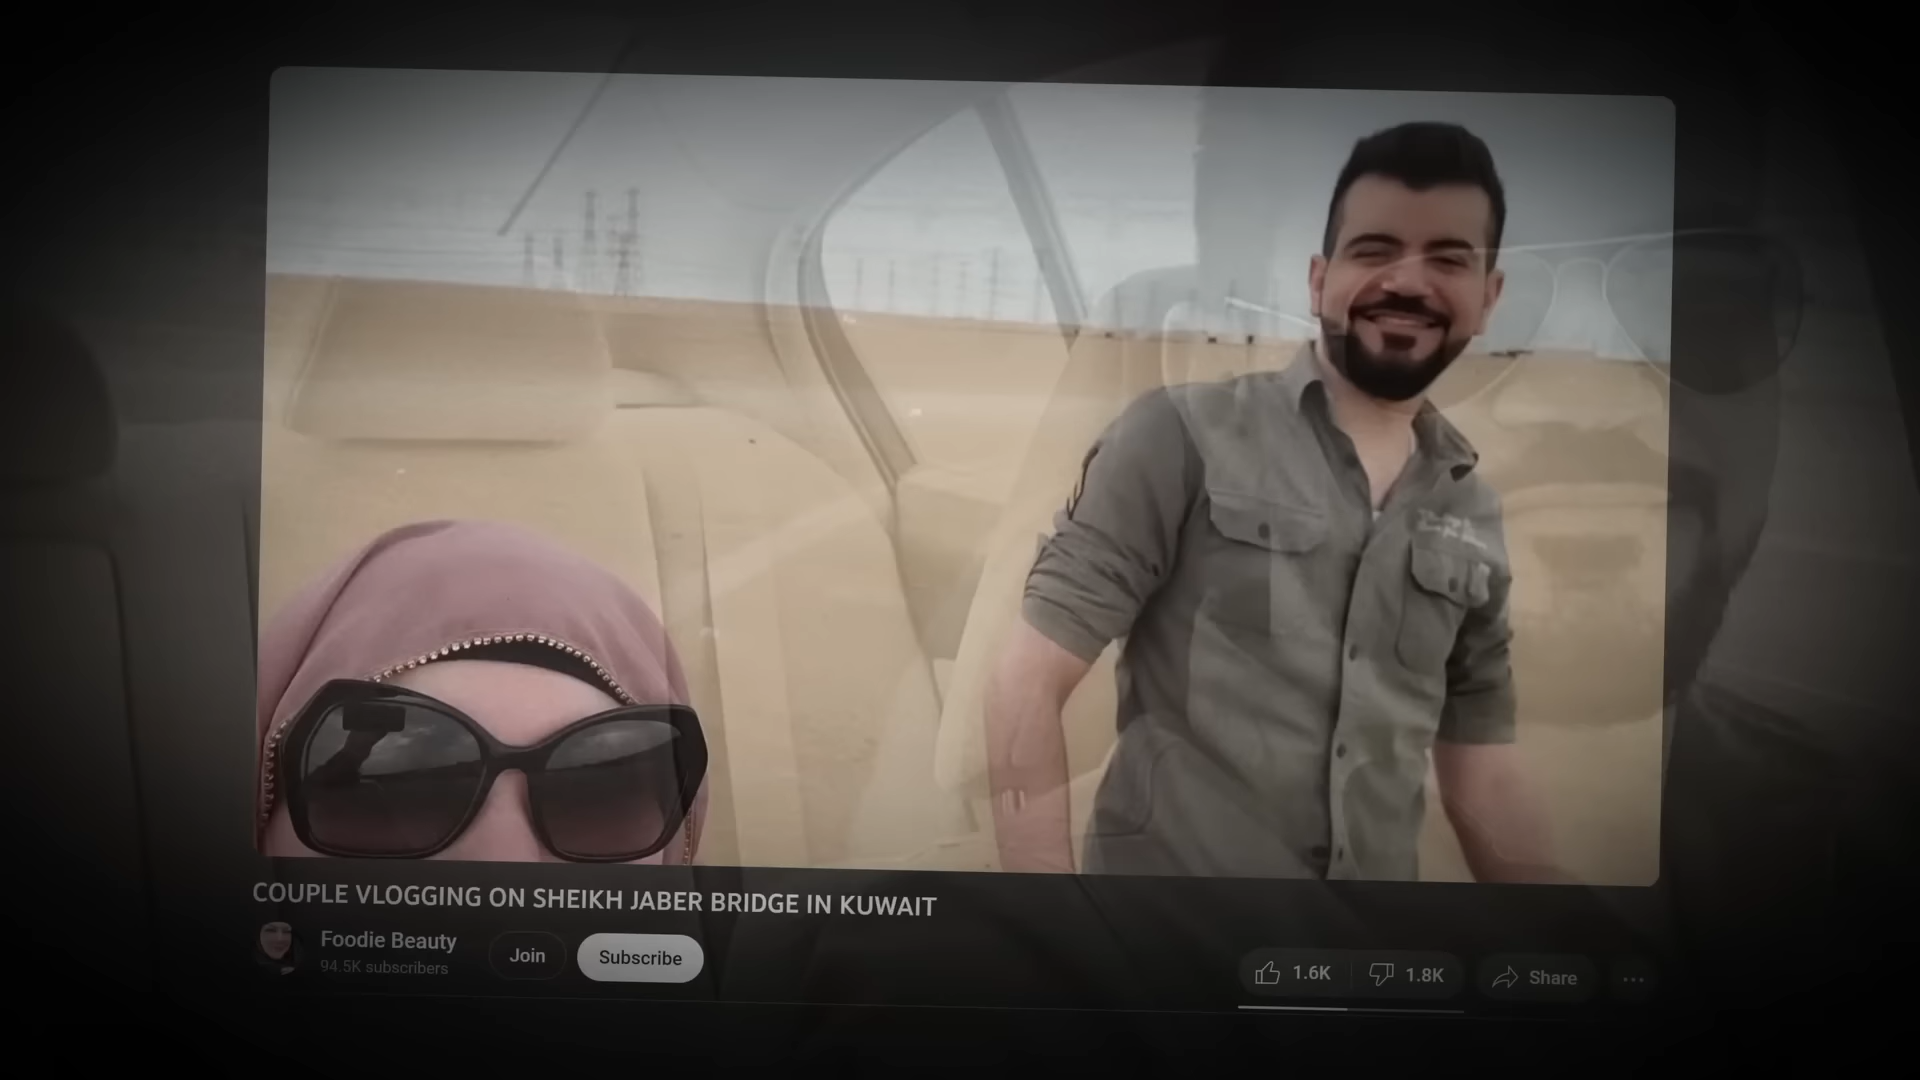 COUPLE VLOGGING ON SHEIKH JABER BRIDGE IN KUWAIT
Foodie Beauty
94.5K subscribers
Join
Subscribe
1.6K
1.8K
Share